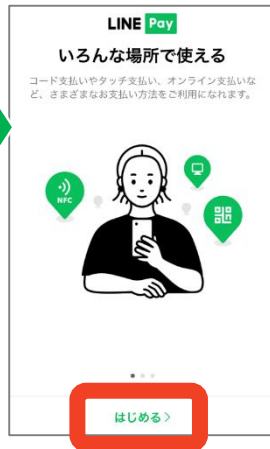 LINE Pay
いろんな場所で使える
コード支払いやタッチ支払い、オンライン支払いな
ど、さまざまなお支払い方法をご利用になれます。
NFC
はじめる >